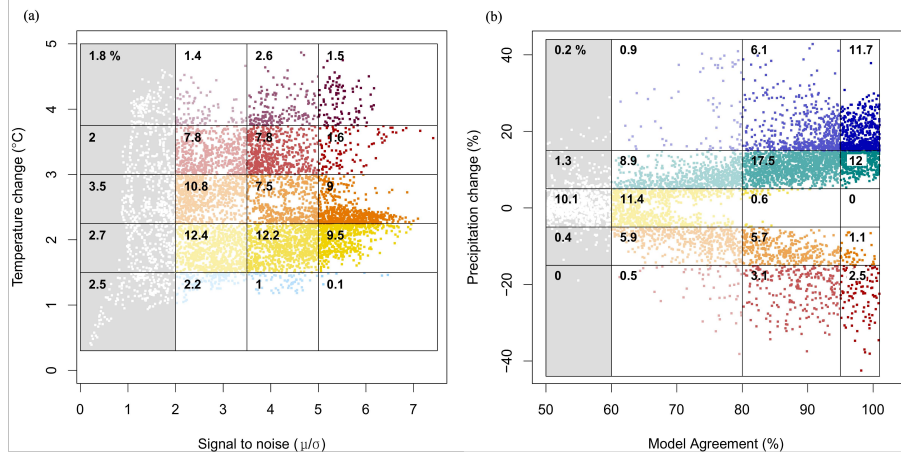 (a)
5
4
3
2
1
0
Temperature change (°C)
1.8 % 1.4 2.6 1.5
2 7.8 7.8 1.6
3.5 10.8 7.5 9
2.7 12.4 12.2 9.5
2.5 2.2 1 0.1
0 1 2 3 4 5 6 7
Signal to noise (μ/σ)
(b)
40
20
0
−20
−40
Precipitation change (%)
0.2 % 0.9 6.1 11.7
1.3 8.9 17.5 12
10.1 11.4 0.6 0
0.4 5.9 5.7 1.1
0 0.5 3.1 2.5
50 60 70 80 90 100
Model Agreement (%)